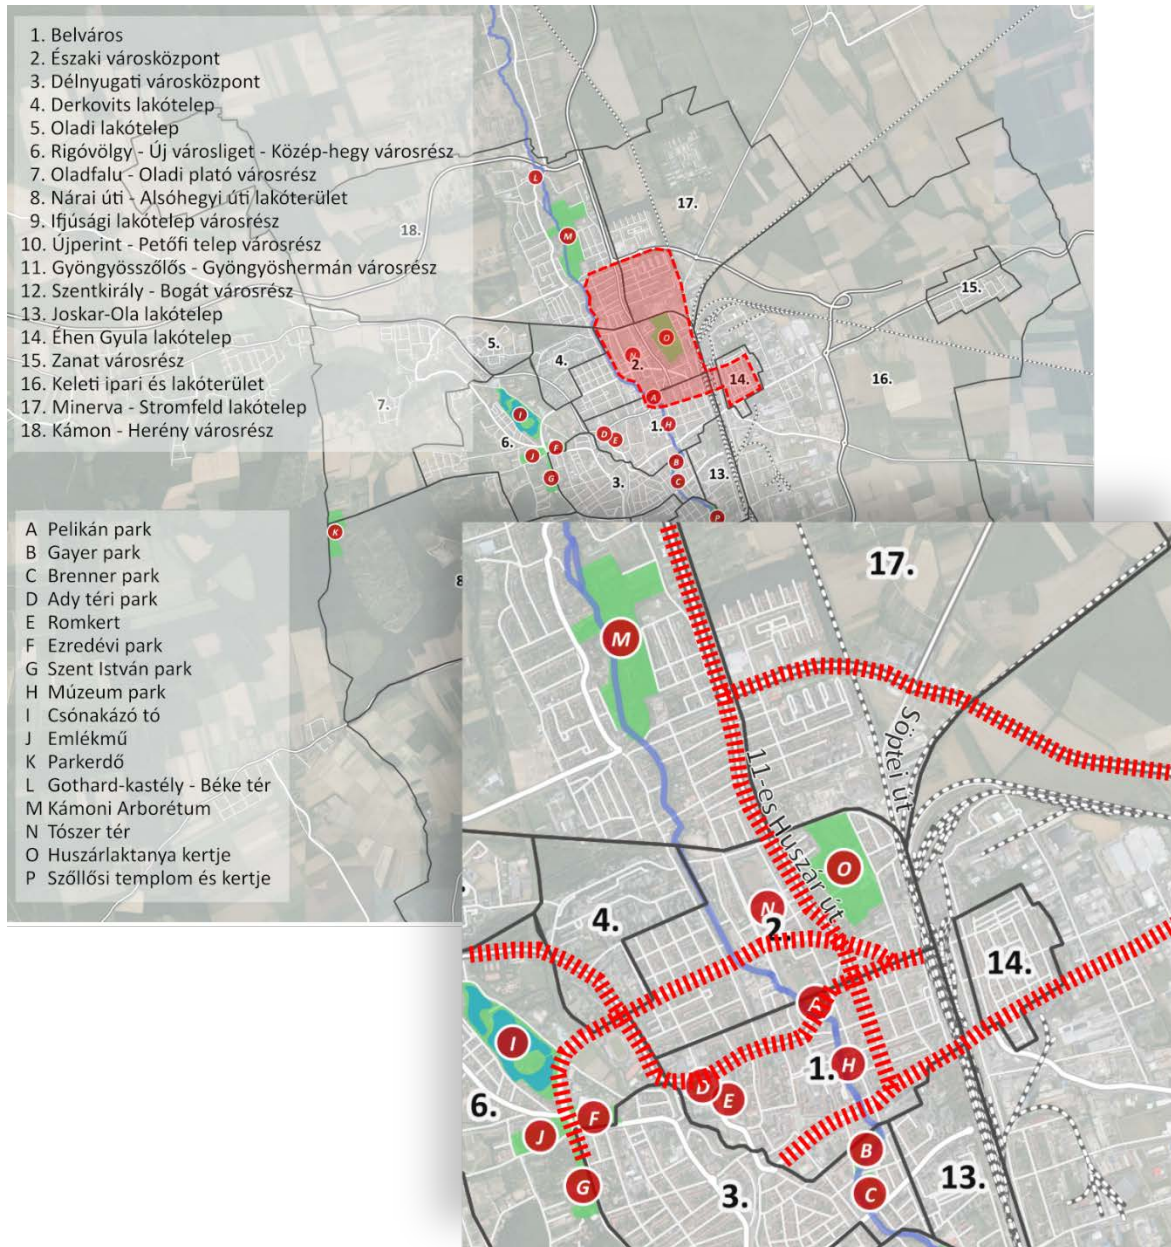 1. Belváros
2. Északi városközpont
3. Délnyugati városközpont
4. Derkovits lakótelep
5. Oladi lakótelep
6. Rigóvölgy - Új városliget - Közép-hegy városrész
7. Oladfalu - Oladi plató városrész
8. Nárai úti - Alsóhegyi úti lakóterület
9. Ifjúsági lakótelep városrész
10. Újperint - Petőfi telep városrész
11. Gyöngyösszőlős - Gyöngyöshermán városrész
12. Szentkirály - Bogát városrész
13. Joskar-Ola lakótelep
14. Éhen Gyula lakótelep
15. Zanat városrész
16. Keleti ipari és lakóterület
17. Minerva - Stromfeld lakótelep
18. Kámon - Herény városrész
L
17.
18.
M
15.
O
5.
4.
N
2.
14.
16.
7.
A
I
1.
H
D
E
6.
F
J
B
3.
13.
G
C
P
K
8
A Pelikán park
B Gayer park
C Brenner park
D Ady téri park
E Romkert
F Ezredévi park
G Szent István park
H Múzeum park
I Csónakázó tó
J Emlékmű
K Parkerdő
L Gothard-kastély - Béke tér
M Kámoni Arborétum
N Tószer tér
O Huszárlaktanya kertje
P Szőllősi templom és kertje
17.
M
Söptei út
11-es Huszár út
O
N
4.
2.
14.
A
I
1.
H
D
E
6.
F
J
B
13.
G
C
3.